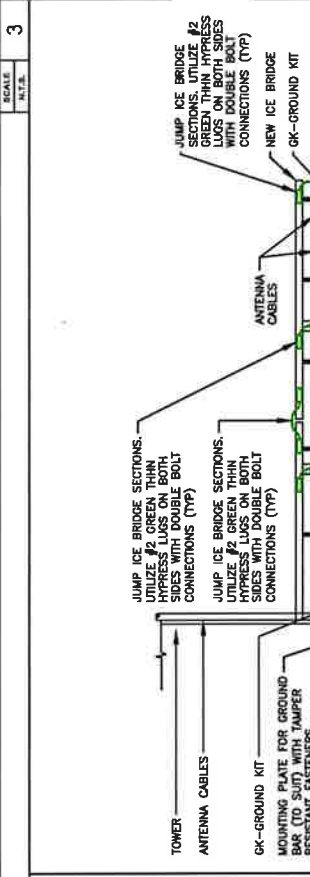 SCALE:
N.T.S.
3
JUMP ICE BRIDGE
SECTIONS. UTILIZE #2
GREEN THHN HYPRESS
LUGS ON BOTH SIDES
WITH DOUBLE BOLT
CONNECTIONS (TYP)
NEW ICE BRIDGE
GK-GROUND KIT
ANTENNA
CABLES
JUMP ICE BRIDGE SECTIONS.
UTILIZE #2 GREEN THHN
HYPRESS LUGS ON BOTH
SIDES WITH DOUBLE BOLT
CONNECTIONS (TYP)
JUMP ICE BRIDGE SECTIONS.
UTILIZE #2 GREEN THHN
HYPRESS LUGS ON BOTH
SIDES WITH DOUBLE BOLT
CONNECTIONS (TYP)
TOWER
ANTENNA CABLES
GK-GROUND KIT
MOUNTING PLATE FOR GROUND
BAR (TO SUIT) WITH TAMPER
RESISTANT FASTENERS